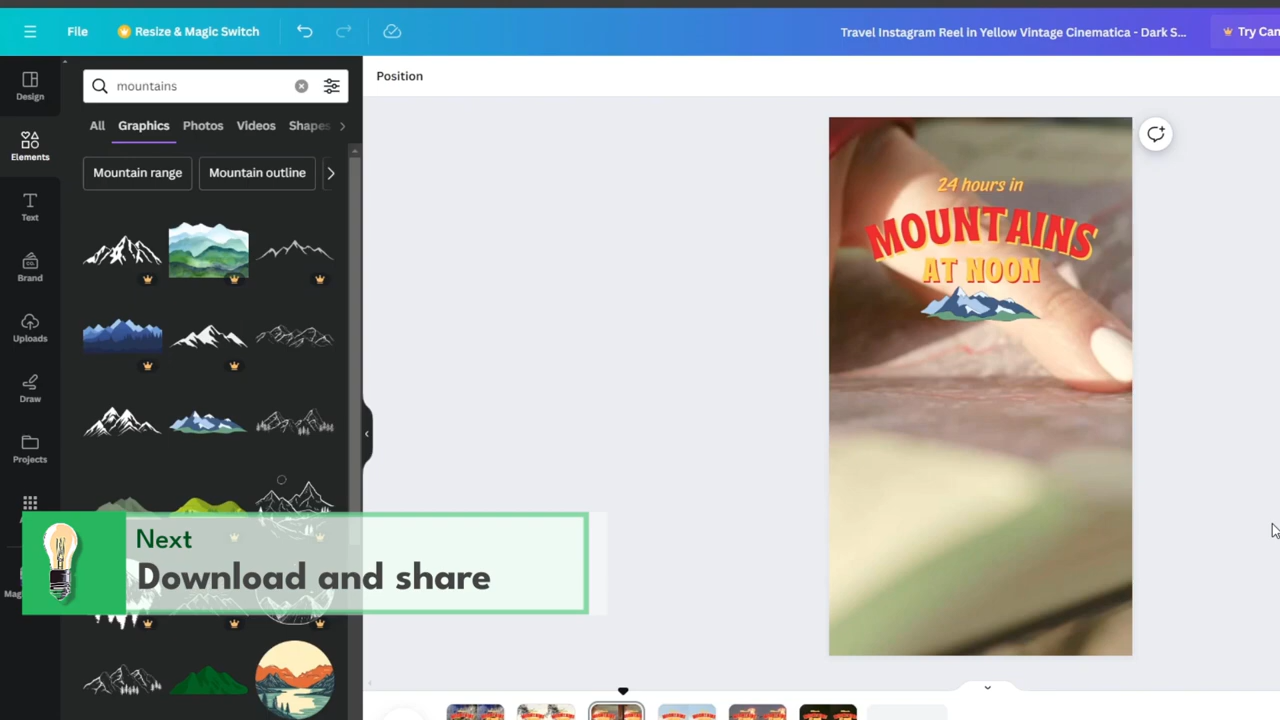 File
Resize & Magic Switch
Travel Instagram Reel in Yellow Vintage Cinematica - Dark S...
Try Can
Design
Elements
Text
Brand
Uploads
Draw
Projects
mountains
All
Graphics
Photos
Videos
Shapes
Mountain range
Mountain outline
Position
24 hours in
MOUNTAINS
AT NOON
Next
Download and share